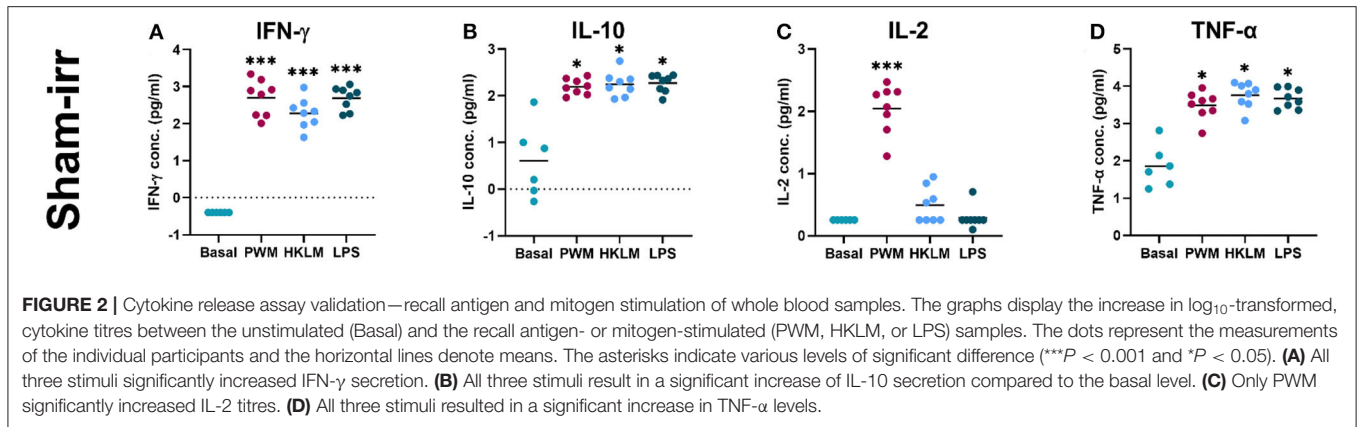 Sham-irr
A
IFN-γ
***
***
***
IFN-γ conc. (pg/ml)
4
3
2
1
0
-1
Basal PWM HKLM LPS
B
IL-10
*
*
*
IL-10 conc. (pg/ml)
3
2
1
0
-1
Basal PWM HKLM LPS
C
IL-2
***
IL-2 conc. (pg/ml)
3
2
1
0
Basal PWM HKLM LPS
D
TNF-α
*
*
*
TNF-α conc. (pg/ml)
5
4
3
2
1
0
Basal PWM HKLM LPS
FIGURE 2 | Cytokine release assay validation—recall antigen and mitogen stimulation of whole blood samples. The graphs display the increase in log₁₀-transformed,
cytokine titres between the unstimulated (Basal) and the recall antigen- or mitogen-stimulated (PWM, HKLM, or LPS) samples. The dots represent the measurements
of the individual participants and the horizontal lines denote means. The asterisks indicate various levels of significant difference (***P < 0.001 and *P < 0.05). (A) All
three stimuli significantly increased IFN-γ secretion. (B) All three stimuli result in a significant increase of IL-10 secretion compared to the basal level. (C) Only PWM
significantly increased IL-2 titres. (D) All three stimuli resulted in a significant increase in TNF-α levels.